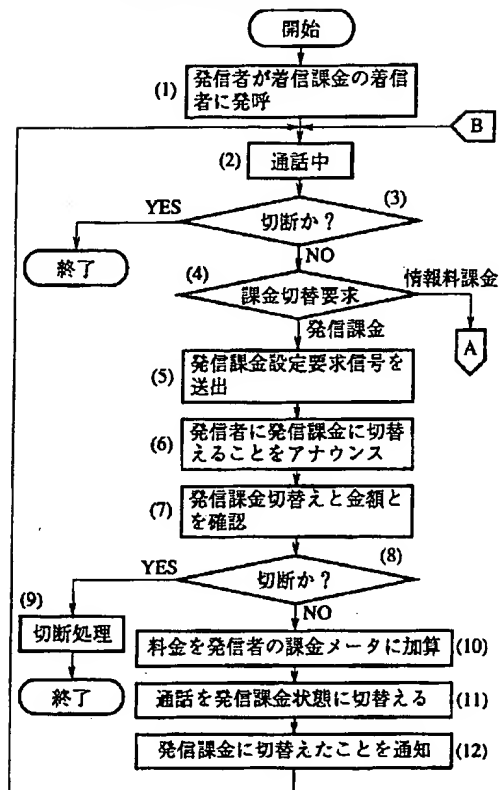 開始
(1) 発信者が着信課金の着信
者に発呼
B
(2) 通話中
(3)
YES 切断か?
終了
NO
(4) 課金切替要求
情報料課金
A
発信課金
(5) 発信課金設定要求信号を
送出
(6) 発信者に発信課金に切替
えることをアナウンス
(7) 発信課金切替えと金額と
を確認
(8)
YES 切断か?
(9)
切断処理
NO
終了
料金を発信者の課金メータに加算 (10)
通話を発信課金状態に切替える (11)
発信課金に切替えたことを通知 (12)